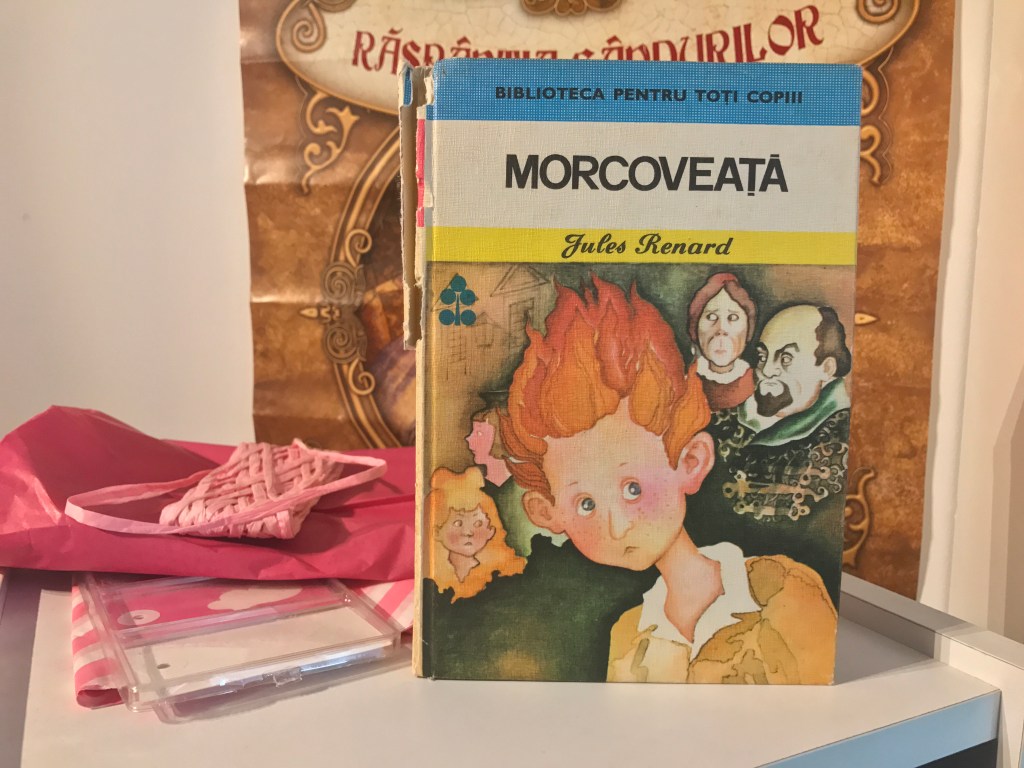 RĂSPÂNTIA GÂNDURILOR
BIBLIOTECA PENTRU TOȚI COPIII
MORCOVEAȚĂ
Jules Renard